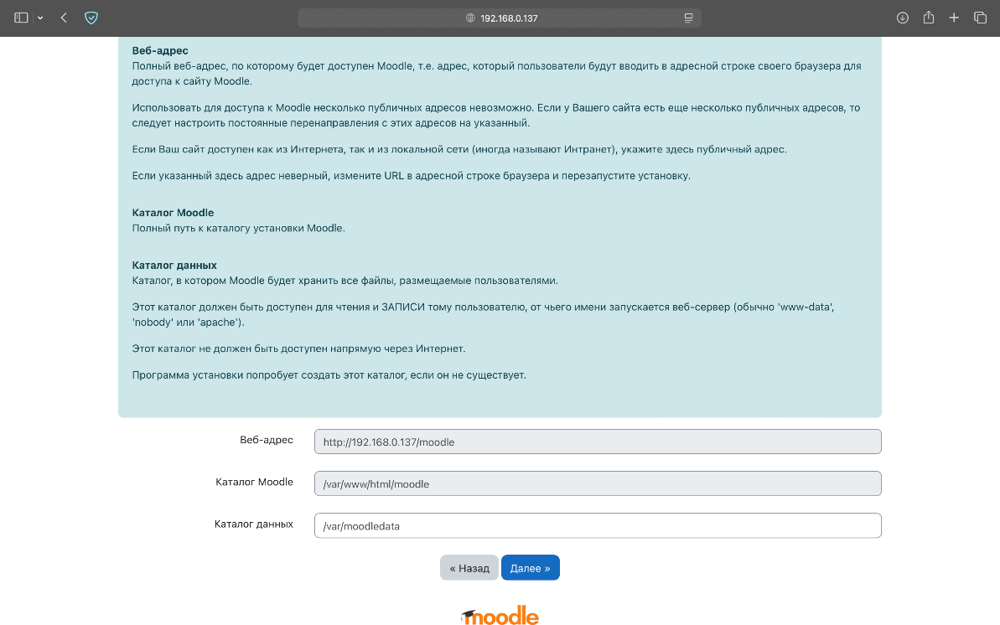 192.168.0.137
Веб-адрес
Полный веб-адрес, по которому будет доступен Moodle, т.е. адрес, который пользователи будут вводить в адресной строке своего браузера для
доступа к сайту Moodle.
Использовать для доступа к Moodle несколько публичных адресов невозможно. Если у Вашего сайта есть еще несколько публичных адресов, то
следует настроить постоянные перенаправления с этих адресов на указанный.
Если Ваш сайт доступен как из Интернета, так и из локальной сети (иногда называют Интранет), укажите здесь публичный адрес.
Если указанный здесь адрес неверный, измените URL в адресной строке браузера и перезапустите установку.
Каталог Moodle
Полный путь к каталогу установки Moodle.
Каталог данных
Каталог, в котором Moodle будет хранить все файлы, размещаемые пользователями.
Этот каталог должен быть доступен для чтения и ЗАПИСИ тому пользователю, от чьего имени запускается веб-сервер (обычно 'www-data',
'nobody' или 'apache').
Этот каталог не должен быть доступен напрямую через Интернет.
Программа установки попробует создать этот каталог, если он не существует.
Веб-адрес http://192.168.0.137/moodle
Каталог Moodle /var/www/html/moodle
Каталог данных /var/moodledata
« Назад Далее »
moodle